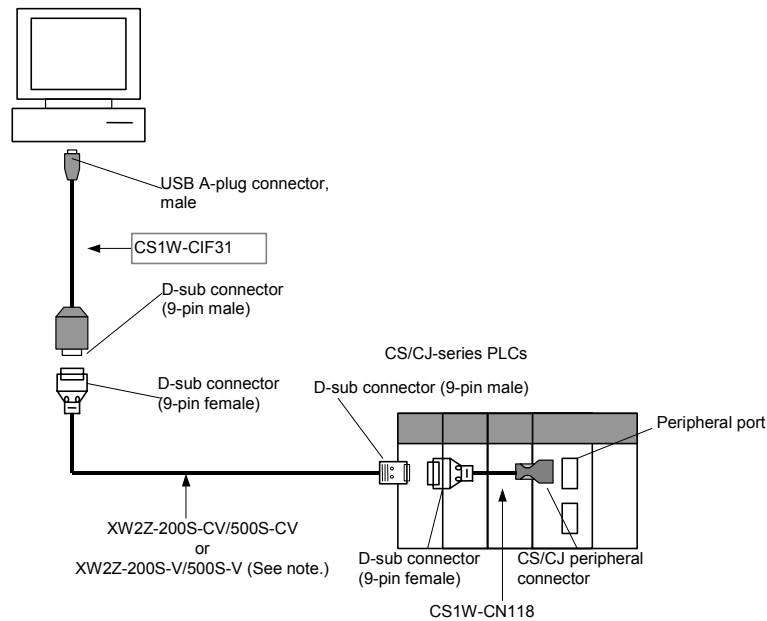 USB A-plug connector,
male
CS1W-CIF31
D-sub connector
(9-pin male)
CS/CJ-series PLCs
D-sub connector
(9-pin female)
D-sub connector (9-pin male)
Peripheral port
XW2Z-200S-CV/500S-CV
or
XW2Z-200S-V/500S-V (See note.)
D-sub connector
(9-pin female)
CS/CJ peripheral
connector
CS1W-CN118